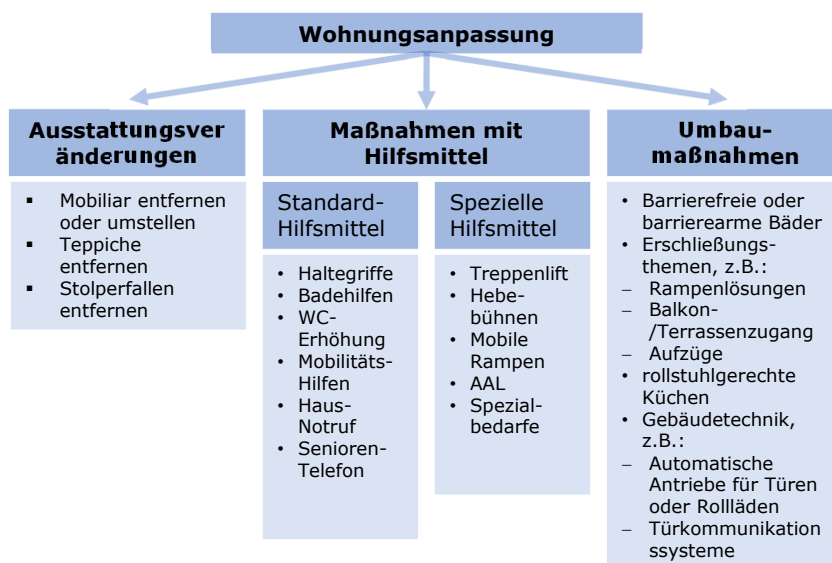 Wohnungsanpassung
Ausstattungsver
änderungen
▪ Mobiliar entfernen
oder umstellen
▪ Teppiche
entfernen
▪ Stolperfallen
entfernen
Maßnahmen mit
Hilfsmittel
Standard-
Hilfsmittel
• Haltegriffe
• Badehilfen
• WC-
Erhöhung
• Mobilitäts-
Hilfen
• Haus-
Notruf
• Senioren-
Telefon
Spezielle
Hilfsmittel
• Treppenlift
• Hebe-
bühnen
• Mobile
Rampen
• AAL
• Spezial-
bedarfe
Umbau-
maßnahmen
• Barrierefreie oder
barrierearme Bäder
• Erschließungs-
themen, z.B.:
– Rampenlösungen
– Balkon-
/Terrassenzugang
– Aufzüge
• rollstuhlgerechte
Küchen
• Gebäudetechnik,
z.B.:
– Automatische
Antriebe für Türen
oder Rollläden
– Türkommunikation
ssysteme